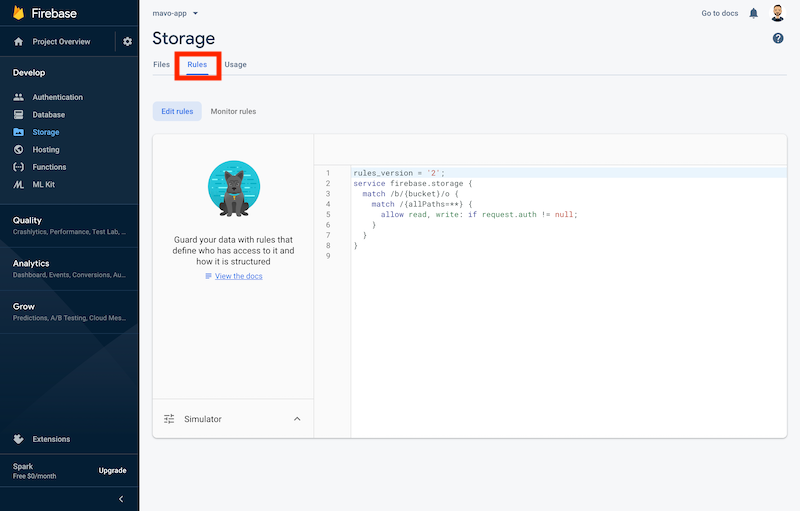 Firebase
Project Overview
Develop
Authentication
Database
Storage
Hosting
Functions
ML Kit
Quality
Crashlytics, Performance, Test Lab, ...
Analytics
Dashboard, Events, Conversions, Au...
Grow
Predictions, A/B Testing, Cloud Mes...
Extensions
Spark
Free $0/month
Upgrade
mavo-app
Go to docs
Storage
Files
Rules
Usage
Edit rules
Monitor rules
Guard your data with rules that
define who has access to it and
how it is structured
View the docs
Simulator
1 rules_version = '2';
2 service firebase.storage {
3 match /b/{bucket}/o {
4 match /{allPaths=**} {
5 allow read, write: if request.auth != null;
6 }
7 }
8 }
9